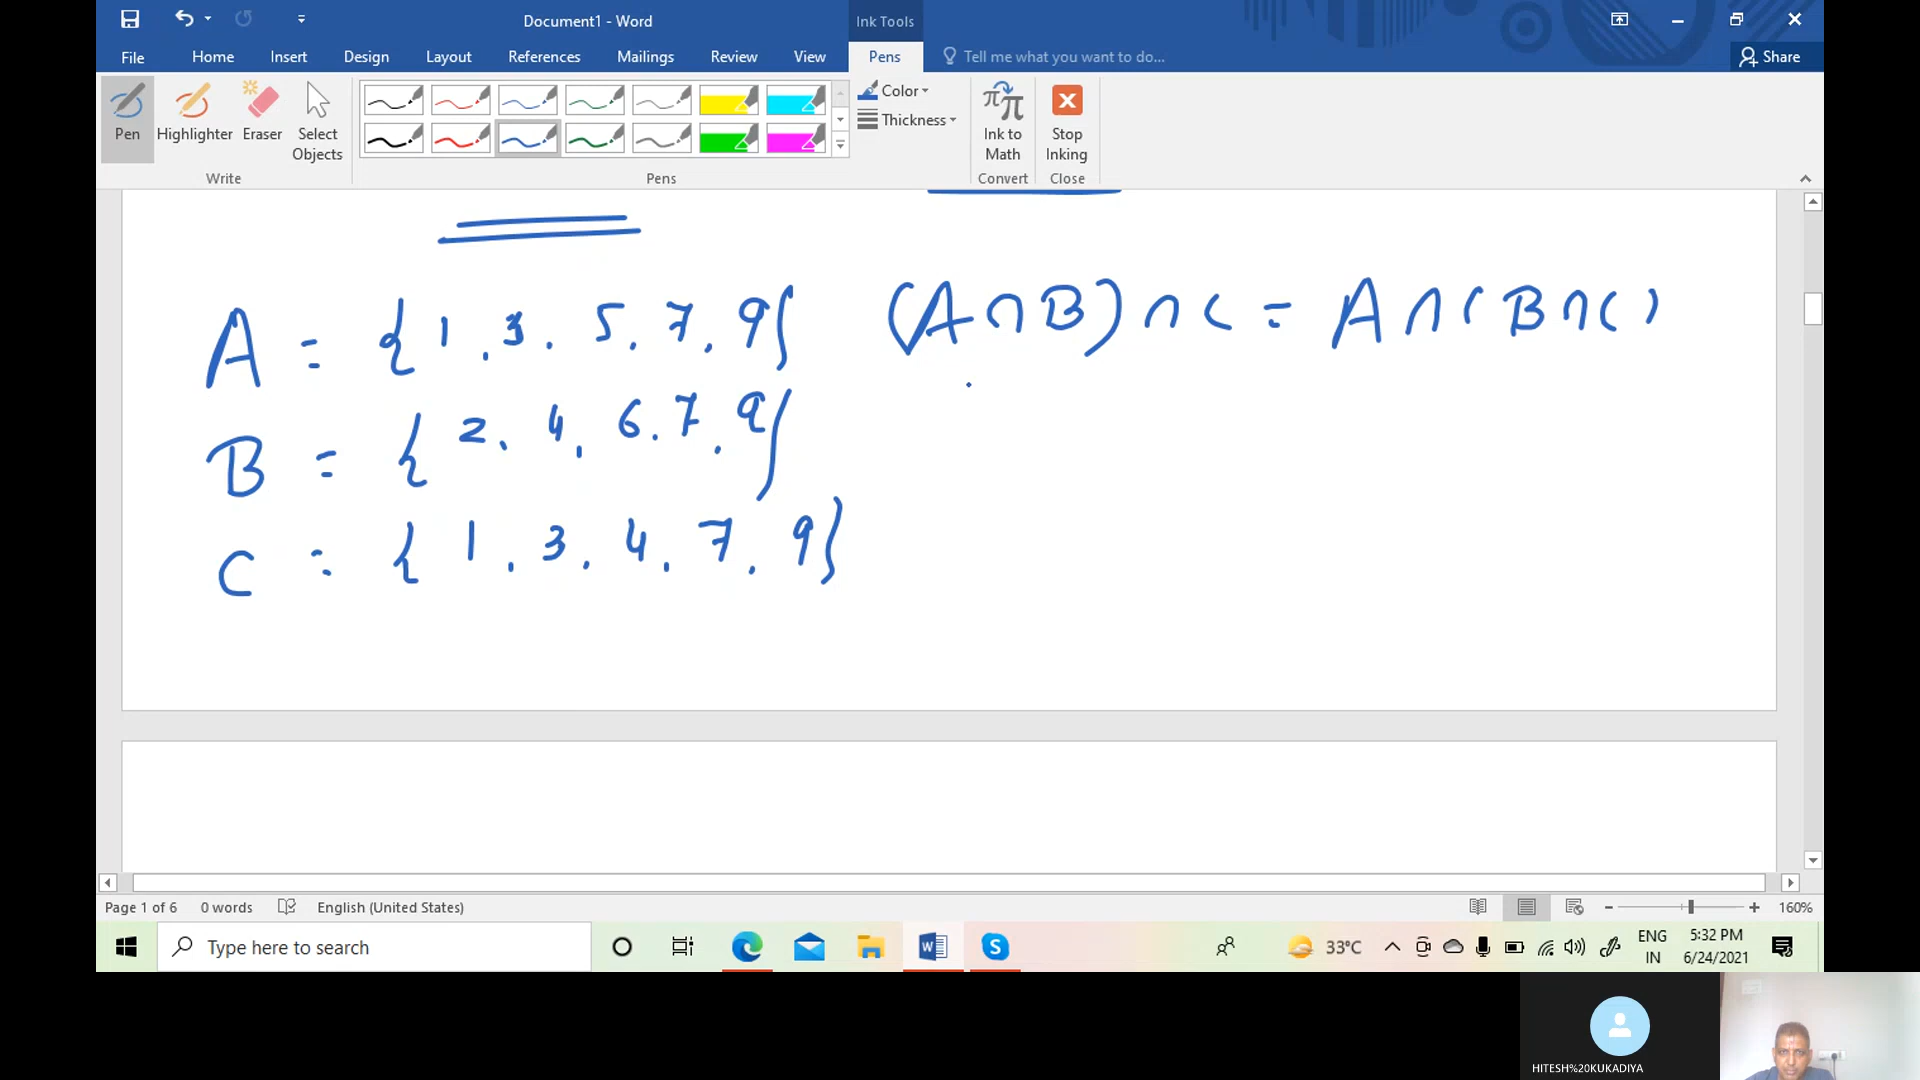 Document1 - Word
Ink Tools
File Home Insert Design Layout References Mailings Review View Pens Tell me what you want to do... Share
Pen Highlighter Eraser Select Objects
Color
Thickness
Ink to Math
Stop Inking
Write Pens Convert Close
A = {1, 3, 5, 7, 9} (A∩B)∩C = A∩(B∩C)
B = {2, 4, 6, 7, 9}
C = {1, 3, 4, 7, 9}
Page 1 of 6 0 words English (United States) 160%
Type here to search 33°C ENG IN 5:32 PM 6/24/2021
HITESH%20KUKADIYA